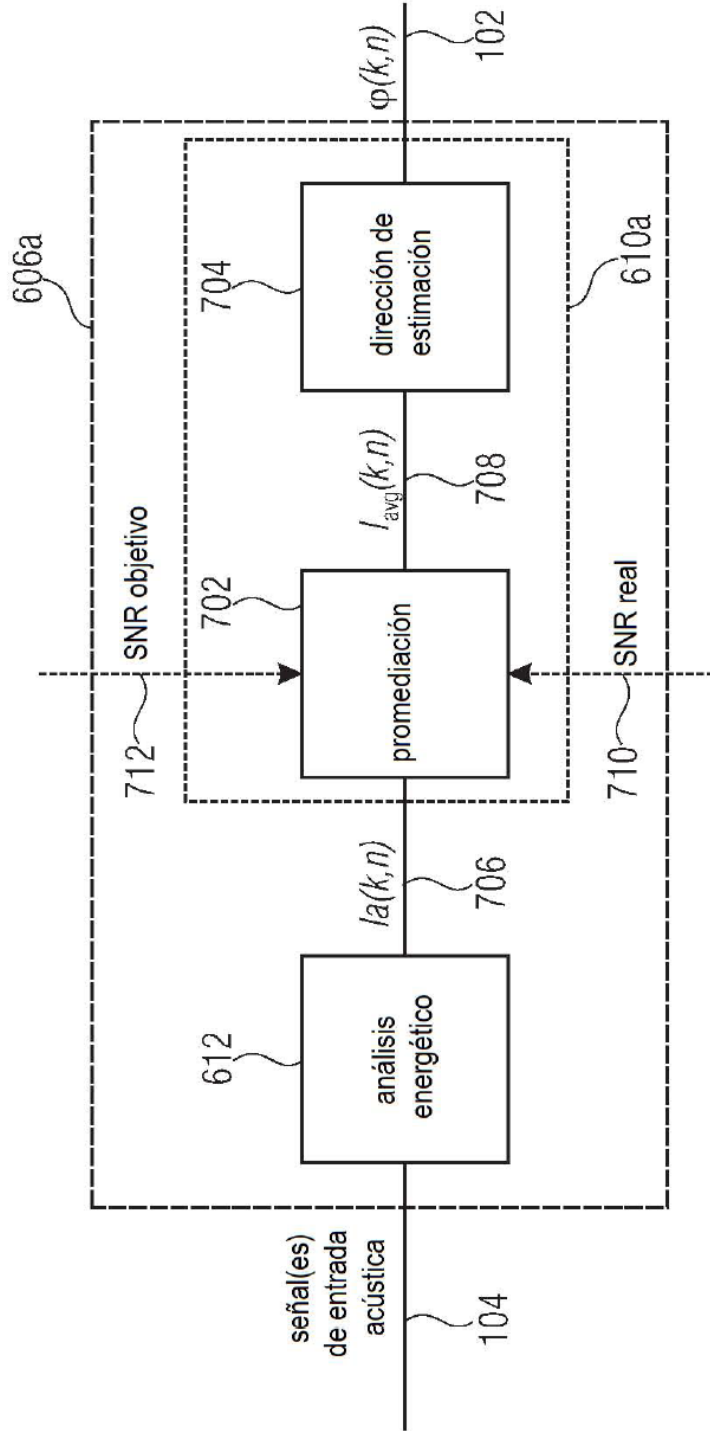 606a
712
SNR objetivo
señal(es)
de entrada
acústica
104
612
análisis
energético
Ia(k,n)
706
702
promediación
I_avg(k,n)
708
704
dirección de
estimación
φ(k,n)
102
710
SNR real
610a